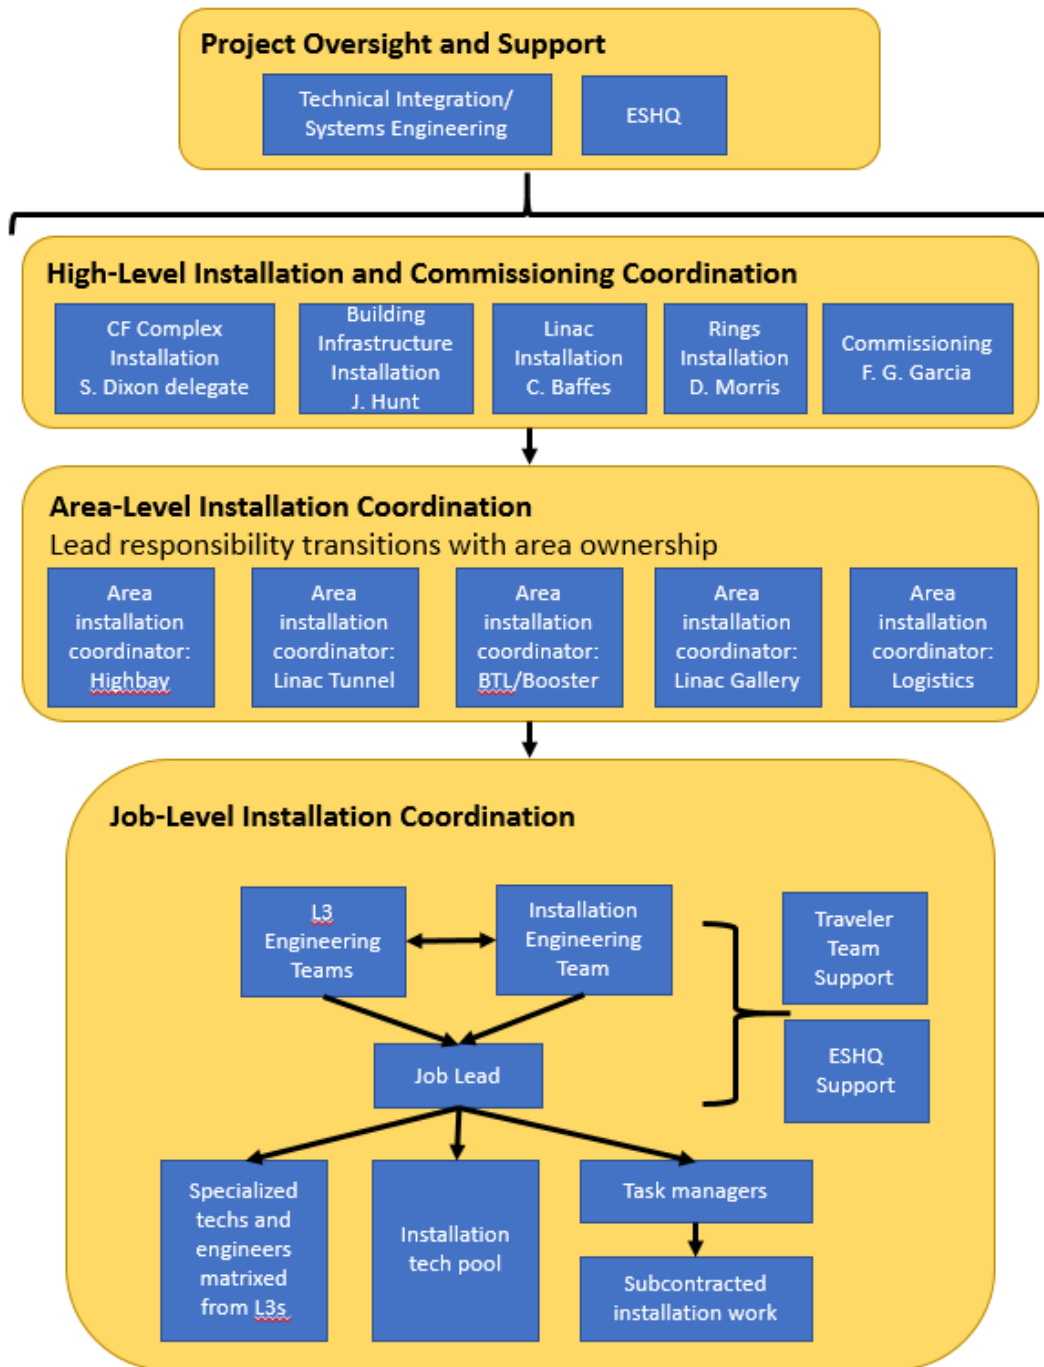 Project Oversight and Support
Technical Integration/
Systems Engineering
ESHQ
High-Level Installation and Commissioning Coordination
CF Complex
Installation
S. Dixon delegate
Building
Infrastructure
Installation
J. Hunt
Linac
Installation
C. Baffes
Rings
Installation
D. Morris
Commissioning
F. G. Garcia
Area-Level Installation Coordination
Lead responsibility transitions with area ownership
Area
installation
coordinator:
Highbay
Area
installation
coordinator:
Linac Tunnel
Area
installation
coordinator:
BTL/Booster
Area
installation
coordinator:
Linac Gallery
Area
installation
coordinator:
Logistics
Job-Level Installation Coordination
L3
Engineering
Teams
Installation
Engineering
Team
Traveler
Team
Support
ESHQ
Support
Job Lead
Specialized
techs and
engineers
matrixed
from L3s
Installation
tech pool
Task managers
Subcontracted
installation work